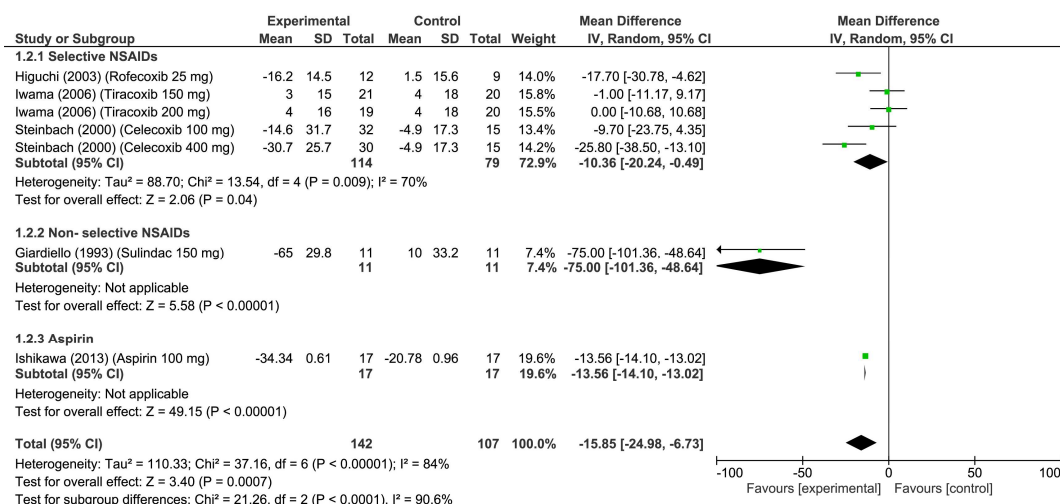 Experimental Control Mean Difference Mean Difference
Study or Subgroup Mean SD Total Mean SD Total Weight IV, Random, 95% CI IV, Random, 95% CI
1.2.1 Selective NSAIDs
Higuchi (2003) (Rofecoxib 25 mg) -16.2 14.5 12 1.5 15.6 9 14.0% -17.70 [-30.78, -4.62]
Iwama (2006) (Tiracoxib 150 mg) 3 15 21 4 18 20 15.8% -1.00 [-11.17, 9.17]
Iwama (2006) (Tiracoxib 200 mg) 4 16 19 4 18 20 15.5% 0.00 [-10.68, 10.68]
Steinbach (2000) (Celecoxib 100 mg) -14.6 31.7 32 -4.9 17.3 15 13.4% -9.70 [-23.75, 4.35]
Steinbach (2000) (Celecoxib 400 mg) -30.7 25.7 30 -4.9 17.3 15 14.2% -25.80 [-38.50, -13.10]
Subtotal (95% CI) 114 79 72.9% -10.36 [-20.24, -0.49]
Heterogeneity: Tau² = 88.70; Chi² = 13.54, df = 4 (P = 0.009); I² = 70%
Test for overall effect: Z = 2.06 (P = 0.04)
1.2.2 Non- selective NSAIDs
Giardiello (1993) (Sulindac 150 mg) -65 29.8 11 10 33.2 11 7.4% -75.00 [-101.36, -48.64]
Subtotal (95% CI) 11 11 7.4% -75.00 [-101.36, -48.64]
Heterogeneity: Not applicable
Test for overall effect: Z = 5.58 (P < 0.00001)
1.2.3 Aspirin
Ishikawa (2013) (Aspirin 100 mg) -34.34 0.61 17 -20.78 0.96 17 19.6% -13.56 [-14.10, -13.02]
Subtotal (95% CI) 17 17 19.6% -13.56 [-14.10, -13.02]
Heterogeneity: Not applicable
Test for overall effect: Z = 49.15 (P < 0.00001)
Total (95% CI) 142 107 100.0% -15.85 [-24.98, -6.73]
Heterogeneity: Tau² = 110.33; Chi² = 37.16, df = 6 (P < 0.00001); I² = 84%
Test for overall effect: Z = 3.40 (P = 0.0007)
Test for subgroup differences: Chi² = 21.26, df = 2 (P < 0.0001), I² = 90.6%
-100 -50 0 50 100
Favours [experimental] Favours [control]